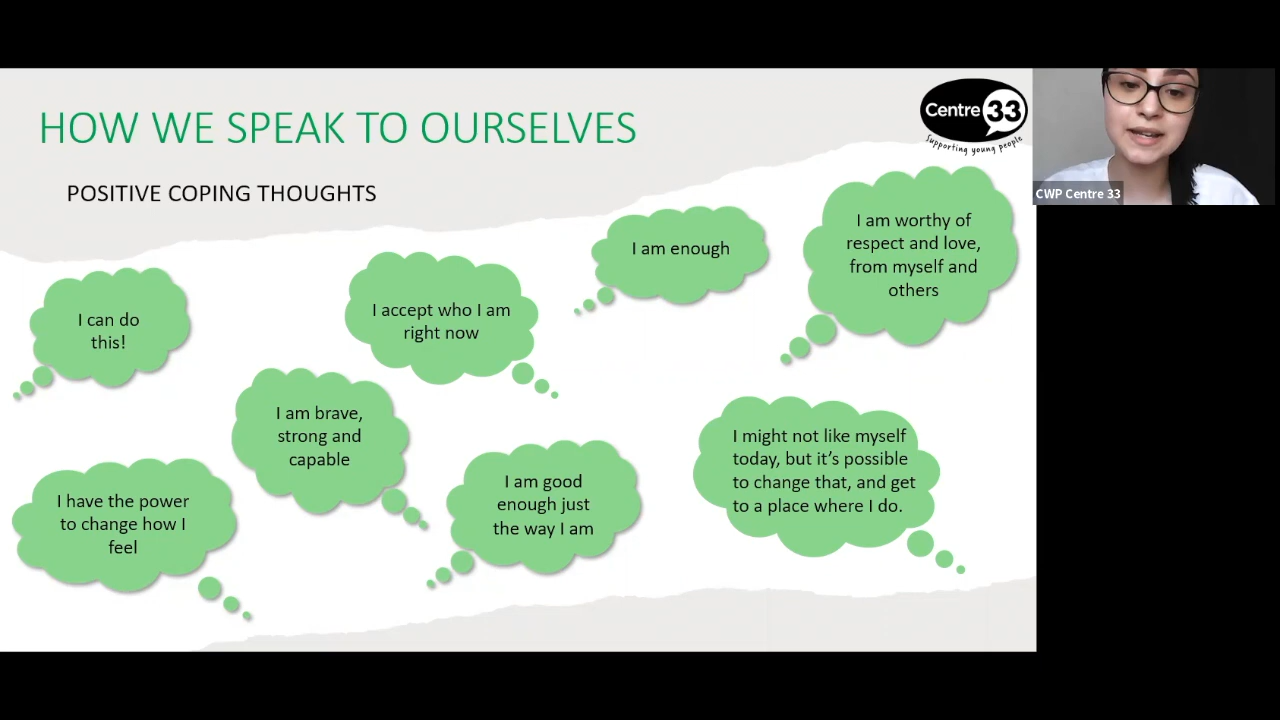 HOW WE SPEAK TO OURSELVES
Centre 33
Supporting young people
CWP Centre 33
POSITIVE COPING THOUGHTS
I am enough
I am worthy of
respect and love,
from myself and
others
I can do
this!
I accept who I am
right now
I am brave,
strong and
capable
I might not like myself
today, but it’s possible
to change that, and get
to a place where I do.
I have the power
to change how I
feel
I am good
enough just
the way I am